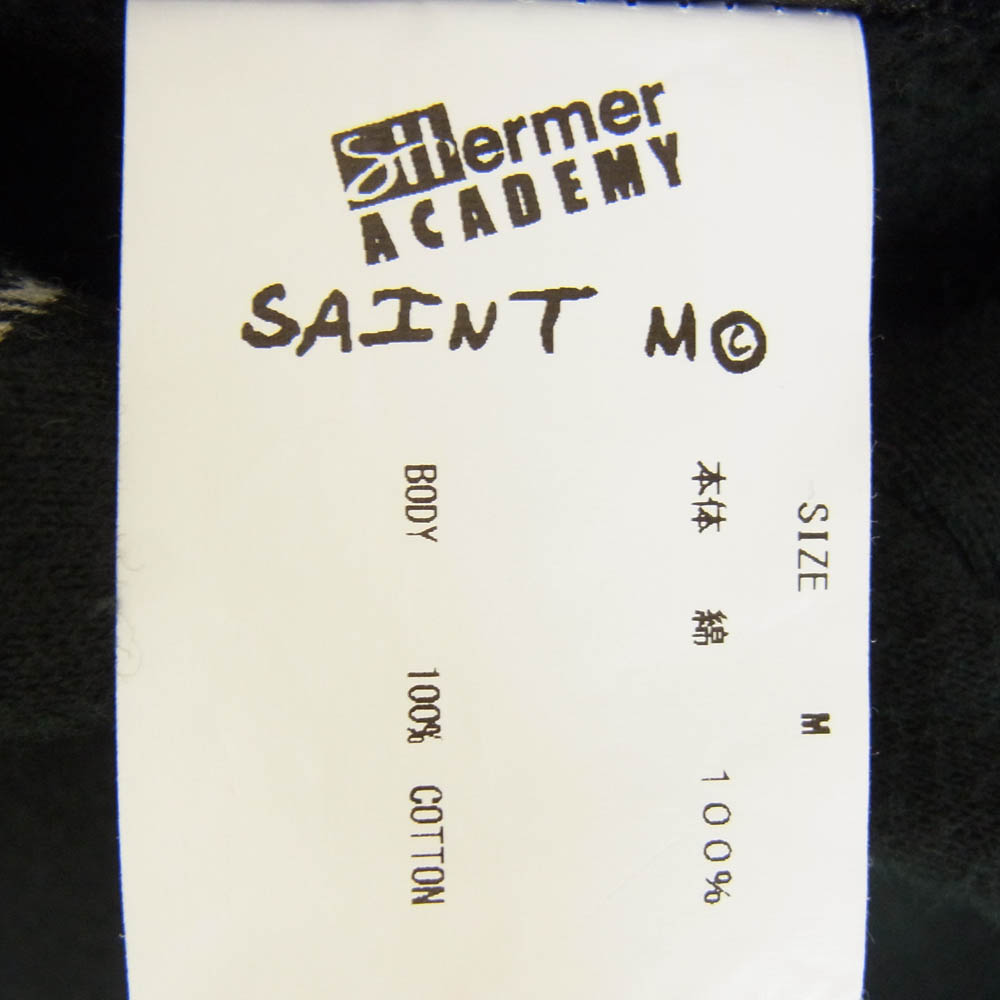 Shermer
ACADEMY
SAINT M©
SIZE M
本体 綿 100%
BODY 100% COTTON